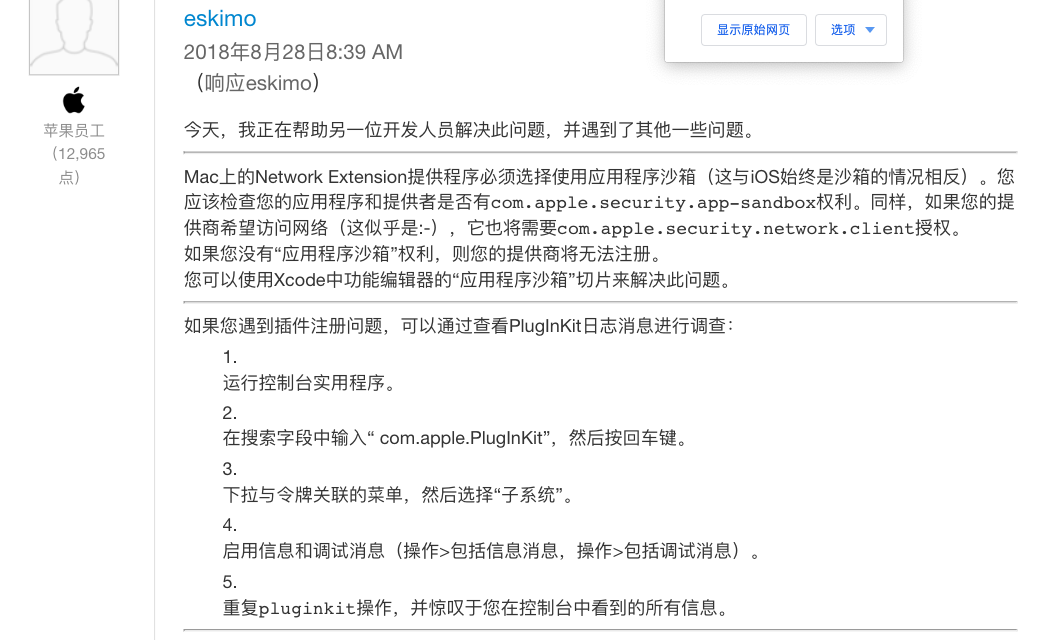 eskimo
2018年8月28日8:39 AM
（响应eskimo）
显示原始网页
选项
苹果员工
（12,965
点）
今天，我正在帮助另一位开发人员解决此问题，并遇到了其他一些问题。
Mac上的Network Extension提供程序必须选择使用应用程序沙箱（这与iOS始终是沙箱的情况相反）。您
应该检查您的应用程序和提供者是否有com.apple.security.app-sandbox权利。同样，如果您的提
供商希望访问网络（这似乎是:-），它也将需要com.apple.security.network.client授权。
如果您没有“应用程序沙箱”权利，则您的提供商将无法注册。
您可以使用Xcode中功能编辑器的“应用程序沙箱”切片来解决此问题。
如果您遇到插件注册问题，可以通过查看PlugInKit日志消息进行调查：
1.
运行控制台实用程序。
2.
在搜索字段中输入“ com.apple.PlugInKit”，然后按回车键。
3.
下拉与令牌关联的菜单，然后选择“子系统”。
4.
启用信息和调试消息（操作>包括信息消息，操作>包括调试消息）。
5.
重复pluginkit操作，并惊叹于您在控制台中看到的所有信息。